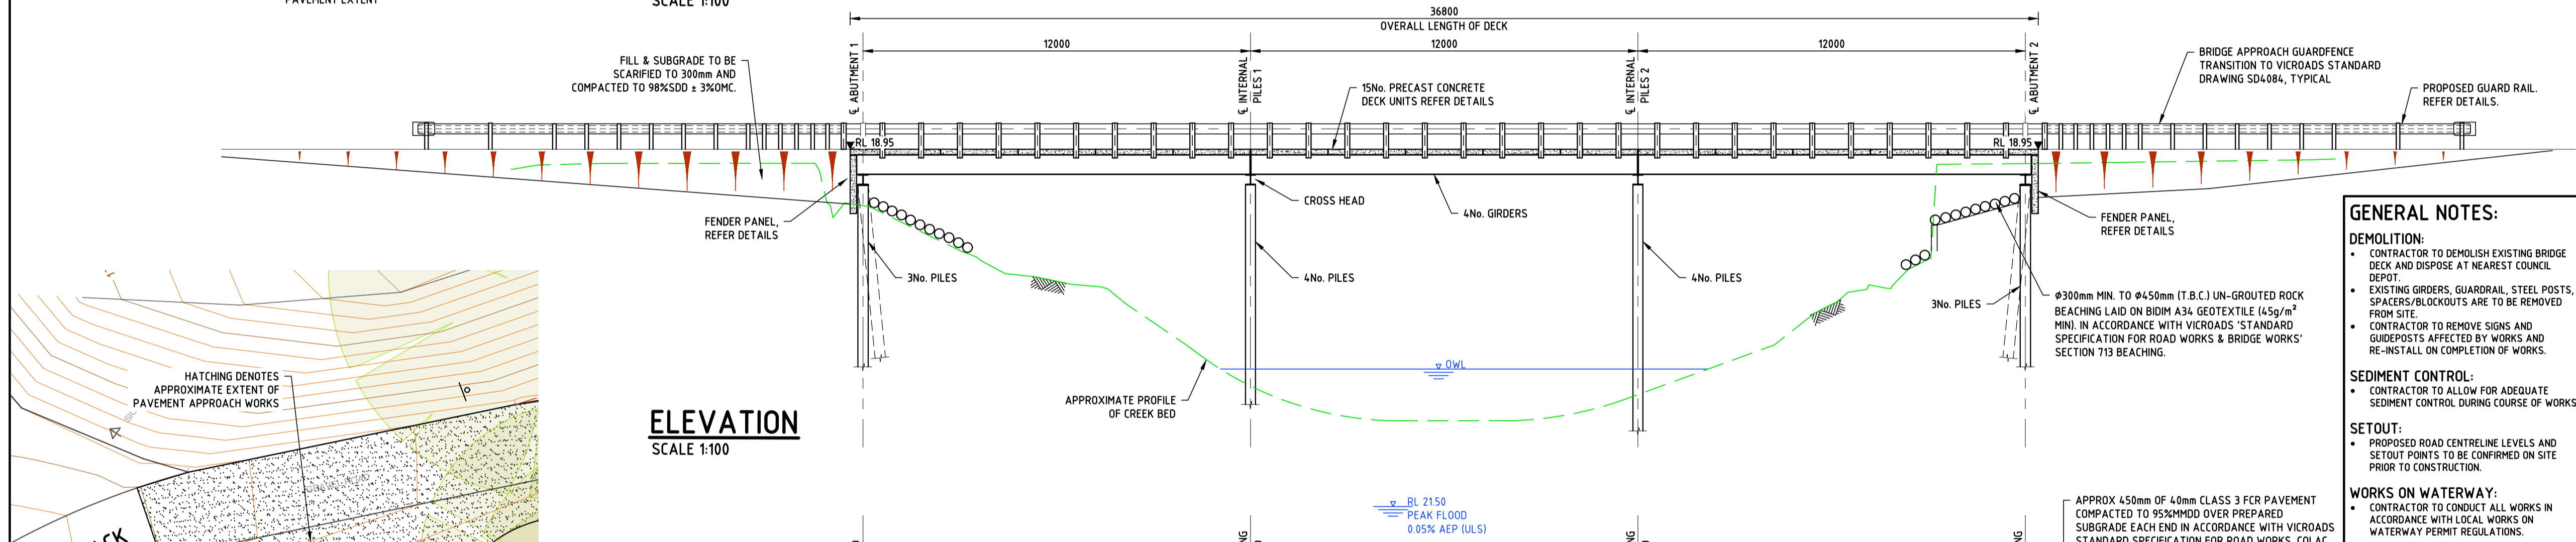 PAVEMENT EXTENT
SCALE 1:100
36800
OVERALL LENGTH OF DECK
12000
12000
12000
℄ ABUTMENT 1
℄ INTERNAL
PILES 1
℄ INTERNAL
PILES 2
℄ ABUTMENT 2
FILL & SUBGRADE TO BE
SCARIFIED TO 300mm AND
COMPACTED TO 98%SDD ± 3%OMC.
15No. PRECAST CONCRETE
DECK UNITS REFER DETAILS
BRIDGE APPROACH GUARDFENCE
TRANSITION TO VICROADS STANDARD
DRAWING SD4084, TYPICAL
PROPOSED GUARD RAIL.
REFER DETAILS.
RL 18.95
RL 18.95
FENDER PANEL,
REFER DETAILS
CROSS HEAD
4No. GIRDERS
FENDER PANEL,
REFER DETAILS
3No. PILES
4No. PILES
4No. PILES
3No. PILES
Ø300mm MIN. TO Ø450mm (T.B.C.) UN-GROUTED ROCK
BEACHING LAID ON BIDIM A34 GEOTEXTILE (45g/m²
MIN). IN ACCORDANCE WITH VICROADS 'STANDARD
SPECIFICATION FOR ROAD WORKS & BRIDGE WORKS'
SECTION 713 BEACHING.
OWL
APPROXIMATE PROFILE
OF CREEK BED
HATCHING DENOTES
APPROXIMATE EXTENT OF
PAVEMENT APPROACH WORKS
ELEVATION
SCALE 1:100
RL 21.50
PEAK FLOOD
0.05% AEP (ULS)
APPROX 450mm OF 40mm CLASS 3 FCR PAVEMENT
COMPACTED TO 95%MMDD OVER PREPARED
SUBGRADE EACH END IN ACCORDANCE WITH VICROADS
STANDARD SPECIFICATION FOR ROAD WORKS, COLAC
GENERAL NOTES:
DEMOLITION:
• CONTRACTOR TO DEMOLISH EXISTING BRIDGE
DECK AND DISPOSE AT NEAREST COUNCIL
DEPOT.
• EXISTING GIRDERS, GUARDRAIL, STEEL POSTS,
SPACERS/BLOCKOUTS ARE TO BE REMOVED
FROM SITE.
• CONTRACTOR TO REMOVE SIGNS AND
GUIDEPOSTS AFFECTED BY WORKS AND
RE-INSTALL ON COMPLETION OF WORKS.
SEDIMENT CONTROL:
• CONTRACTOR TO ALLOW FOR ADEQUATE
SEDIMENT CONTROL DURING COURSE OF WORKS
SETOUT:
• PROPOSED ROAD CENTRELINE LEVELS AND
SETOUT POINTS TO BE CONFIRMED ON SITE
PRIOR TO CONSTRUCTION.
WORKS ON WATERWAY:
• CONTRACTOR TO CONDUCT ALL WORKS IN
ACCORDANCE WITH LOCAL WORKS ON
WATERWAY PERMIT REGULATIONS.